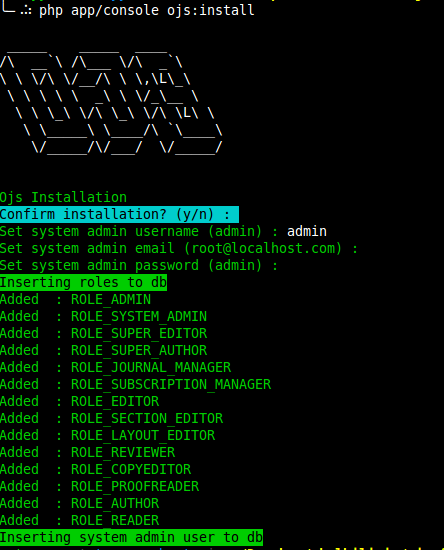 php app/console ojs:install
Ojs Installation
Confirm installation? (y/n) :
Set system admin username (admin) : admin
Set system admin email (root@localhost.com) :
Set system admin password (admin) :
Inserting roles to db
Added  : ROLE_ADMIN
Added  : ROLE_SYSTEM_ADMIN
Added  : ROLE_SUPER_EDITOR
Added  : ROLE_SUPER_AUTHOR
Added  : ROLE_JOURNAL_MANAGER
Added  : ROLE_SUBSCRIPTION_MANAGER
Added  : ROLE_EDITOR
Added  : ROLE_SECTION_EDITOR
Added  : ROLE_LAYOUT_EDITOR
Added  : ROLE_REVIEWER
Added  : ROLE_COPYEDITOR
Added  : ROLE_PROOFREADER
Added  : ROLE_AUTHOR
Added  : ROLE_READER
Inserting system admin user to db